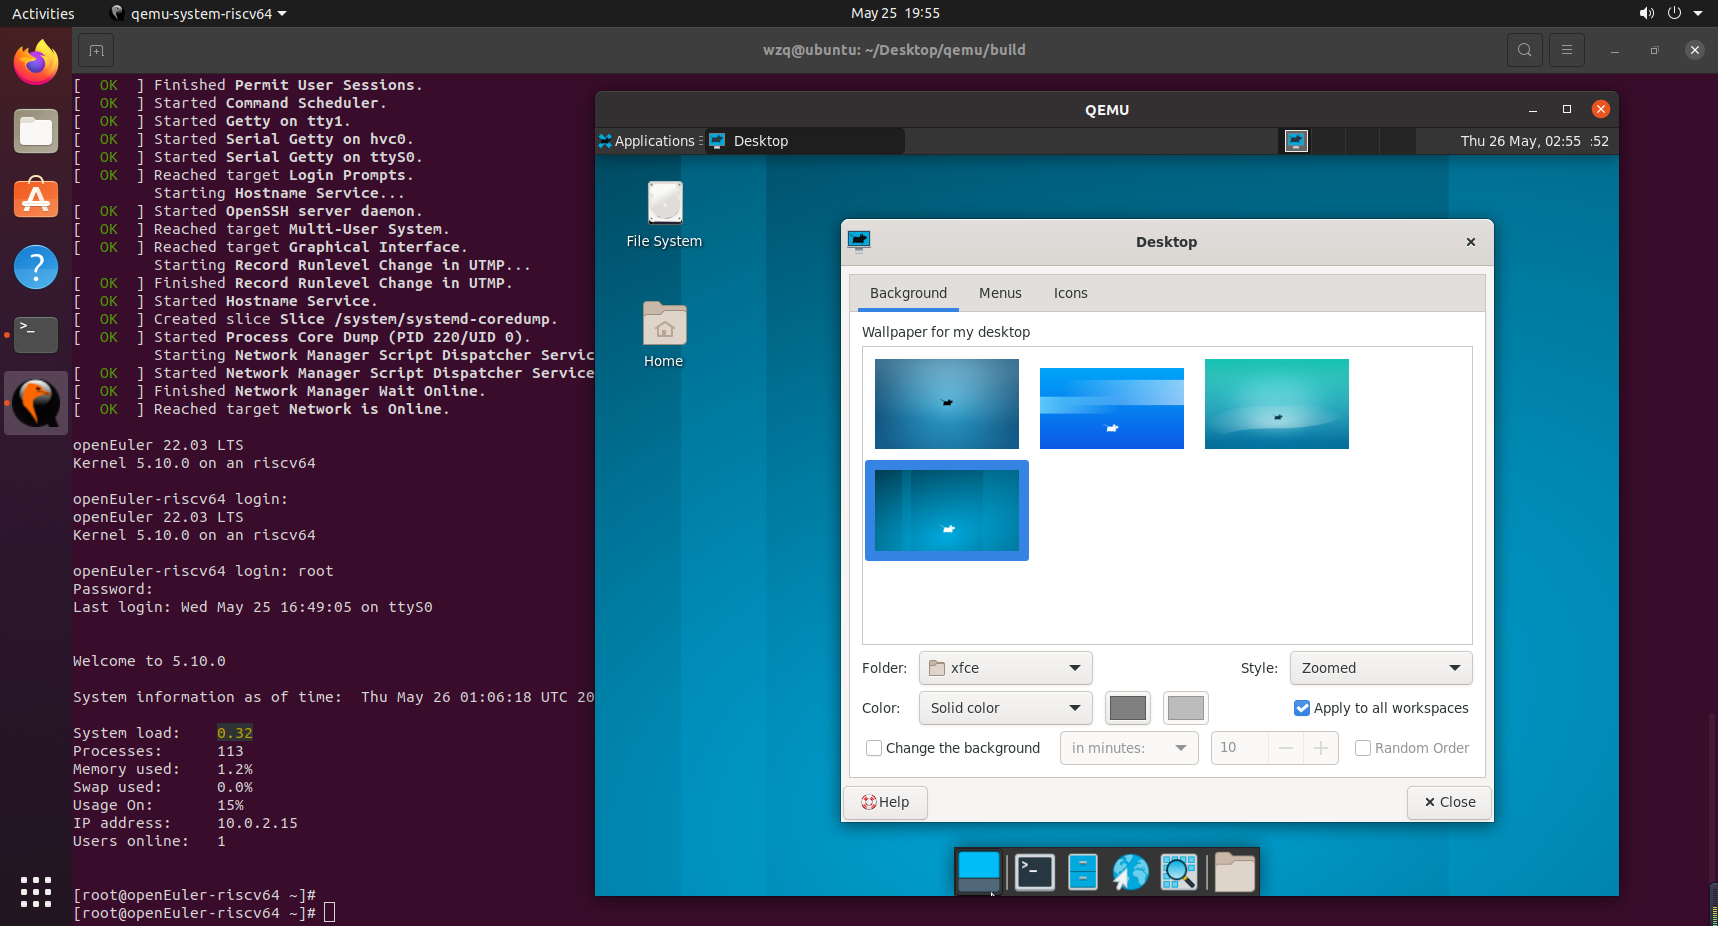 Activities
qemu-system-riscv64
May 25 19:55
wzq@ubuntu: ~/Desktop/qemu/build
[ OK ] Finished Permit User Sessions.
[ OK ] Started Command Scheduler.
[ OK ] Started Getty on tty1.
[ OK ] Started Serial Getty on hvc0.
[ OK ] Started Serial Getty on ttyS0.
[ OK ] Reached target Login Prompts.
Starting Hostname Service...
[ OK ] Started OpenSSH server daemon.
[ OK ] Reached target Multi-User System.
[ OK ] Reached target Graphical Interface.
Starting Record Runlevel Change in UTMP...
[ OK ] Finished Record Runlevel Change in UTMP.
[ OK ] Started Hostname Service.
[ OK ] Created slice Slice /system/systemd-coredump.
[ OK ] Started Process Core Dump (PID 220/UID 0).
Starting Network Manager Script Dispatcher Servic
[ OK ] Started Network Manager Script Dispatcher Service
[ OK ] Finished Network Manager Wait Online.
[ OK ] Reached target Network is Online.
openEuler 22.03 LTS
Kernel 5.10.0 on an riscv64
openEuler-riscv64 login:
openEuler 22.03 LTS
Kernel 5.10.0 on an riscv64
openEuler-riscv64 login: root
Password:
Last login: Wed May 25 16:49:05 on ttyS0
Welcome to 5.10.0
System information as of time: Thu May 26 01:06:18 UTC 20
System load: 0.32
Processes: 113
Memory used: 1.2%
Swap used: 0.0%
Usage On: 15%
IP address: 10.0.2.15
Users online: 1
[root@openEuler-riscv64 ~]#
[root@openEuler-riscv64 ~]#
QEMU
Applications
Desktop
Thu 26 May, 02:55 :52
File System
Home
Desktop
Background Menus Icons
Wallpaper for my desktop
Folder: xfce Style: Zoomed
Color: Solid color Apply to all workspaces
Change the background in minutes: 10 Random Order
Help Close